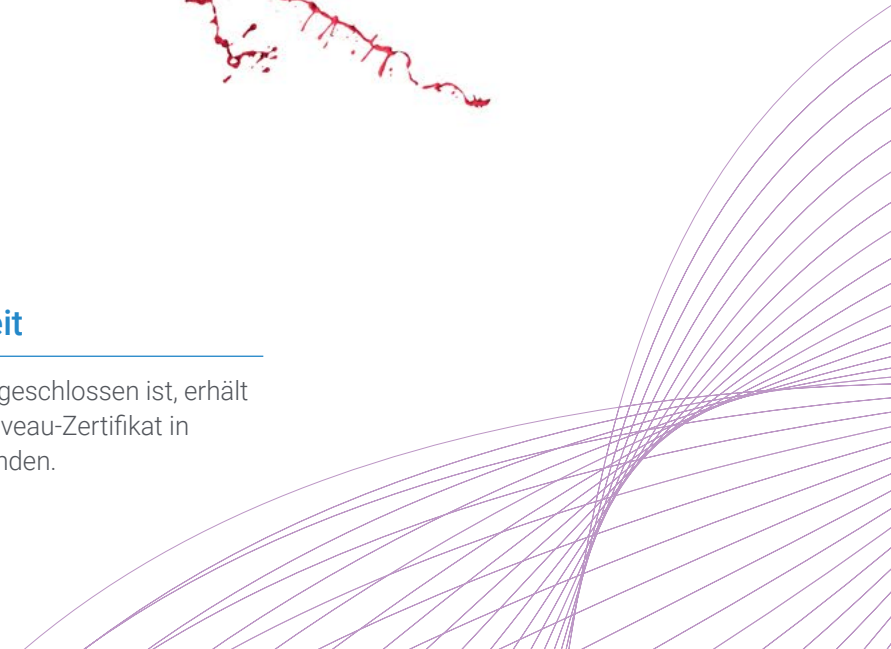 eit
geschlossen ist, erhält
veau-Zertifikat in
nden.